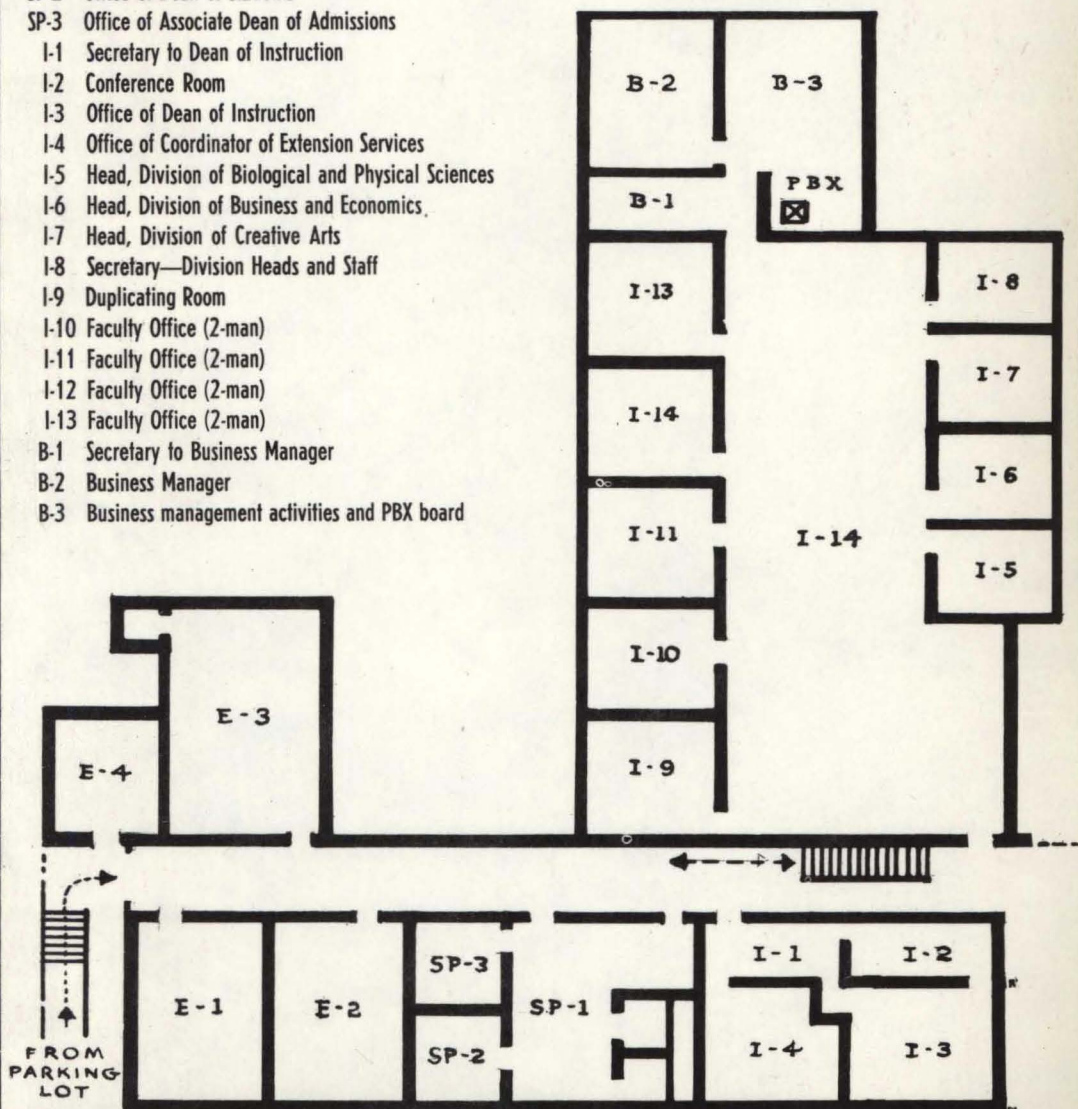 SP-3 Office of Associate Dean of Admissions
I-1 Secretary to Dean of Instruction
I-2 Conference Room
I-3 Office of Dean of Instruction
I-4 Office of Coordinator of Extension Services
I-5 Head, Division of Biological and Physical Sciences
I-6 Head, Division of Business and Economics
I-7 Head, Division of Creative Arts
I-8 Secretary—Division Heads and Staff
I-9 Duplicating Room
I-10 Faculty Office (2-man)
I-11 Faculty Office (2-man)
I-12 Faculty Office (2-man)
I-13 Faculty Office (2-man)
B-1 Secretary to Business Manager
B-2 Business Manager
B-3 Business management activities and PBX board
B-2
B-3
PBX
B-1
I-13
I-8
I-7
I-14
I-6
I-11
I-14
I-5
I-10
E-3
I-9
E-4
SP-3
I-1
I-2
E-1
E-2
SP-1
SP-2
I-4
I-3
FROM
PARKING
LOT